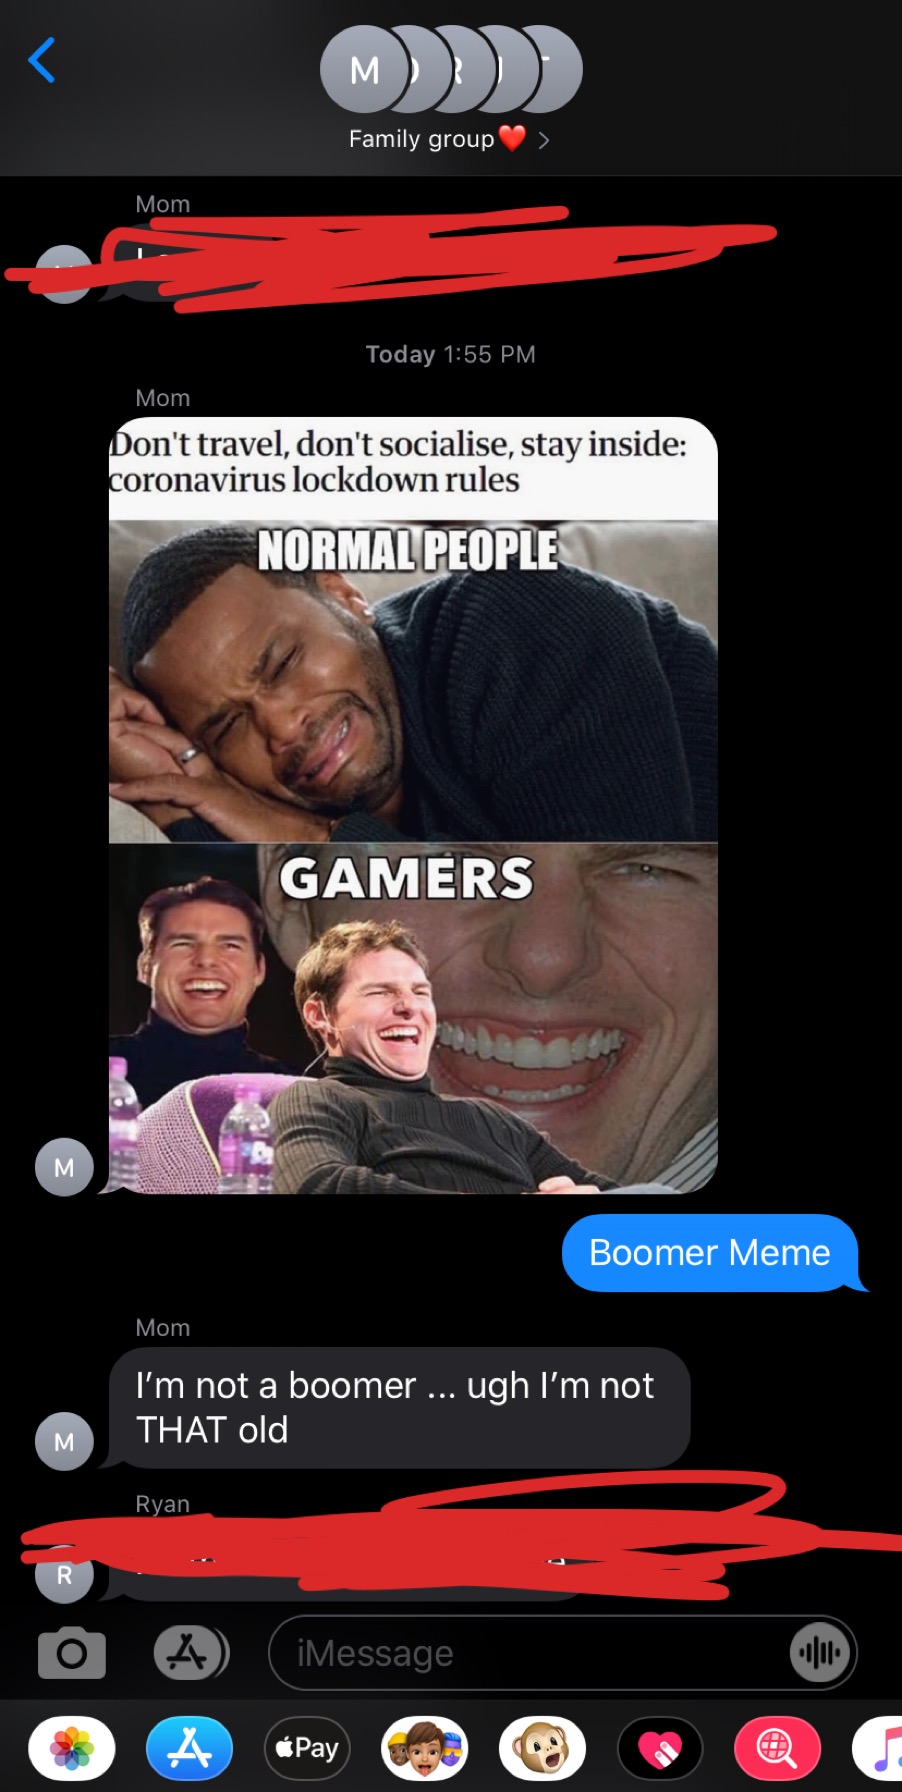 M
R
Family group❤️ >
Mom
Today 1:55 PM
Mom
Don't travel, don't socialise, stay inside:
coronavirus lockdown rules
NORMAL PEOPLE
GAMERS
M
Boomer Meme
Mom
I'm not a boomer ... ugh I'm not
THAT old
M
Ryan
R
iMessage
Pay